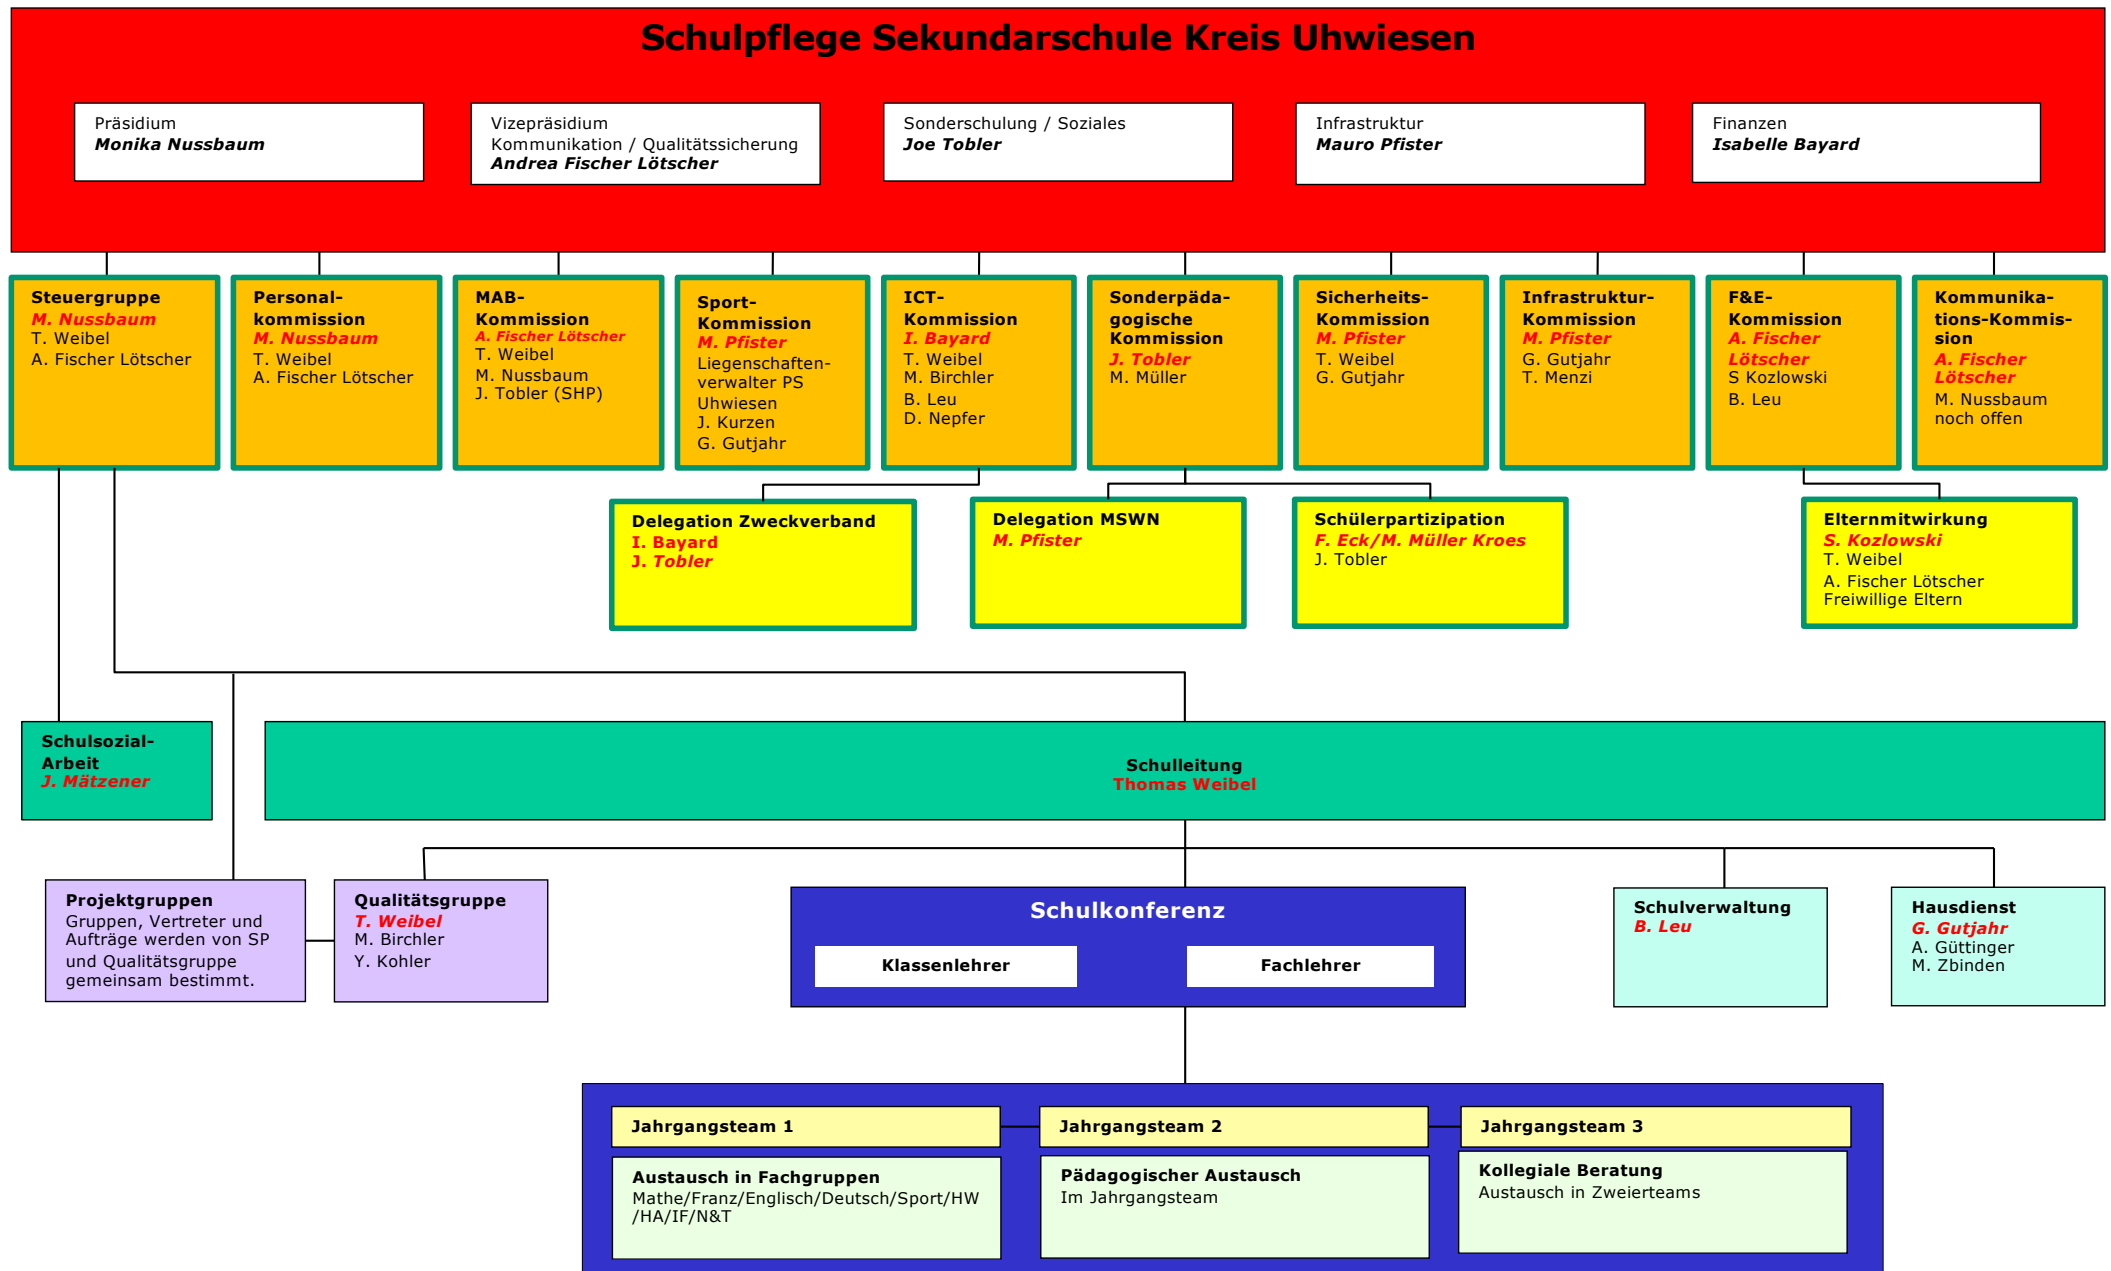 Schulpflege Sekundarschule Kreis Uhwiesen
Präsidium
Monika Nussbaum
Vizepräsidium
Kommunikation / Qualitätssicherung
Andrea Fischer Lötscher
Sonderschulung / Soziales
Joe Tobler
Infrastruktur
Mauro Pfister
Finanzen
Isabelle Bayard
Steuergruppe
M. Nussbaum
T. Weibel
A. Fischer Lötscher
Personal-
kommission
M. Nussbaum
T. Weibel
A. Fischer Lötscher
MAB-
Kommission
A. Fischer Lötscher
T. Weibel
M. Nussbaum
J. Tobler (SHP)
Sport-
Kommission
M. Pfister
Liegenschaften-
verwalter PS
Uhwiesen
J. Kurzen
G. Gutjahr
ICT-
Kommission
I. Bayard
T. Weibel
M. Birchler
B. Leu
D. Nepfer
Sonderpäda-
gogische
Kommission
J. Tobler
M. Müller
Sicherheits-
Kommission
M. Pfister
T. Weibel
G. Gutjahr
Infrastruktur-
Kommission
M. Pfister
G. Gutjahr
T. Menzi
F&E-
Kommission
A. Fischer
Lötscher
S Kozlowski
B. Leu
Kommunika-
tions-Kommis-
sion
A. Fischer
Lötscher
M. Nussbaum
noch offen
Delegation Zweckverband
I. Bayard
J. Tobler
Delegation MSWN
M. Pfister
Schülerpartizipation
F. Eck/M. Müller Kroes
J. Tobler
Elternmitwirkung
S. Kozlowski
T. Weibel
A. Fischer Lötscher
Freiwillige Eltern
Schulsozial-
Arbeit
J. Mätzener
Schulleitung
Thomas Weibel
Projektgruppen
Gruppen, Vertreter und
Aufträge werden von SP
und Qualitätsgruppe
gemeinsam bestimmt.
Qualitätsgruppe
T. Weibel
M. Birchler
Y. Kohler
Schulkonferenz
Klassenlehrer
Fachlehrer
Schulverwaltung
B. Leu
Hausdienst
G. Gutjahr
A. Güttinger
M. Zbinden
Jahrgangsteam 1
Jahrgangsteam 2
Jahrgangsteam 3
Austausch in Fachgruppen
Mathe/Franz/Englisch/Deutsch/Sport/HW
/HA/IF/N&T
Pädagogischer Austausch
Im Jahrgangsteam
Kollegiale Beratung
Austausch in Zweierteams